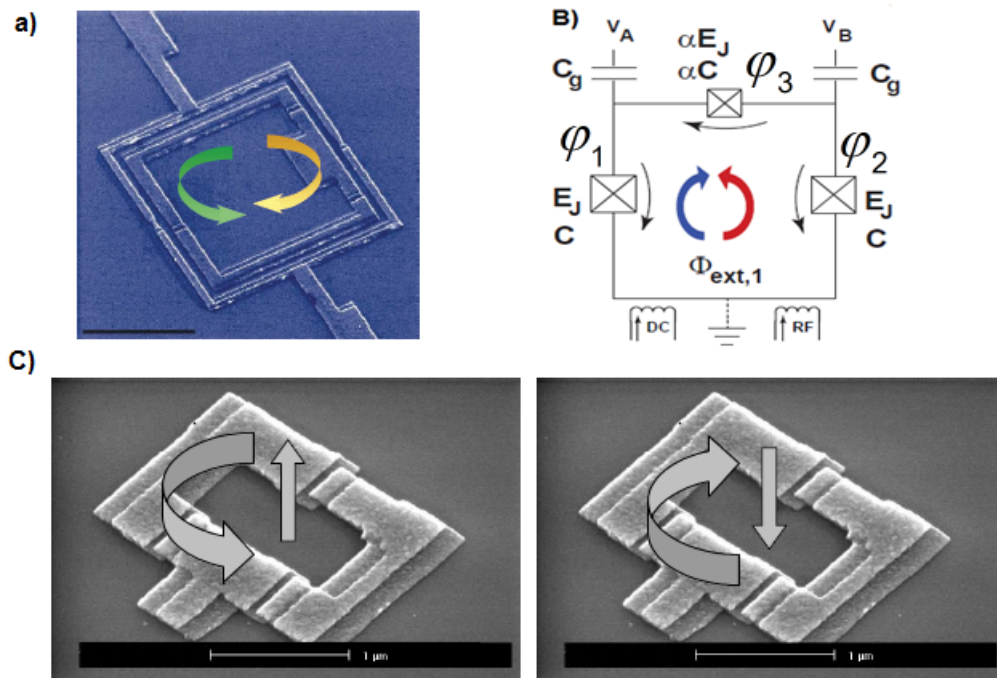 a)
B)
V_A
αE_J
αC
φ_3
V_B
C_g
C_g
φ_1
φ_2
E_J
C
E_J
C
Φ_ext,1
DC
RF
C)
1 µm
1 µm